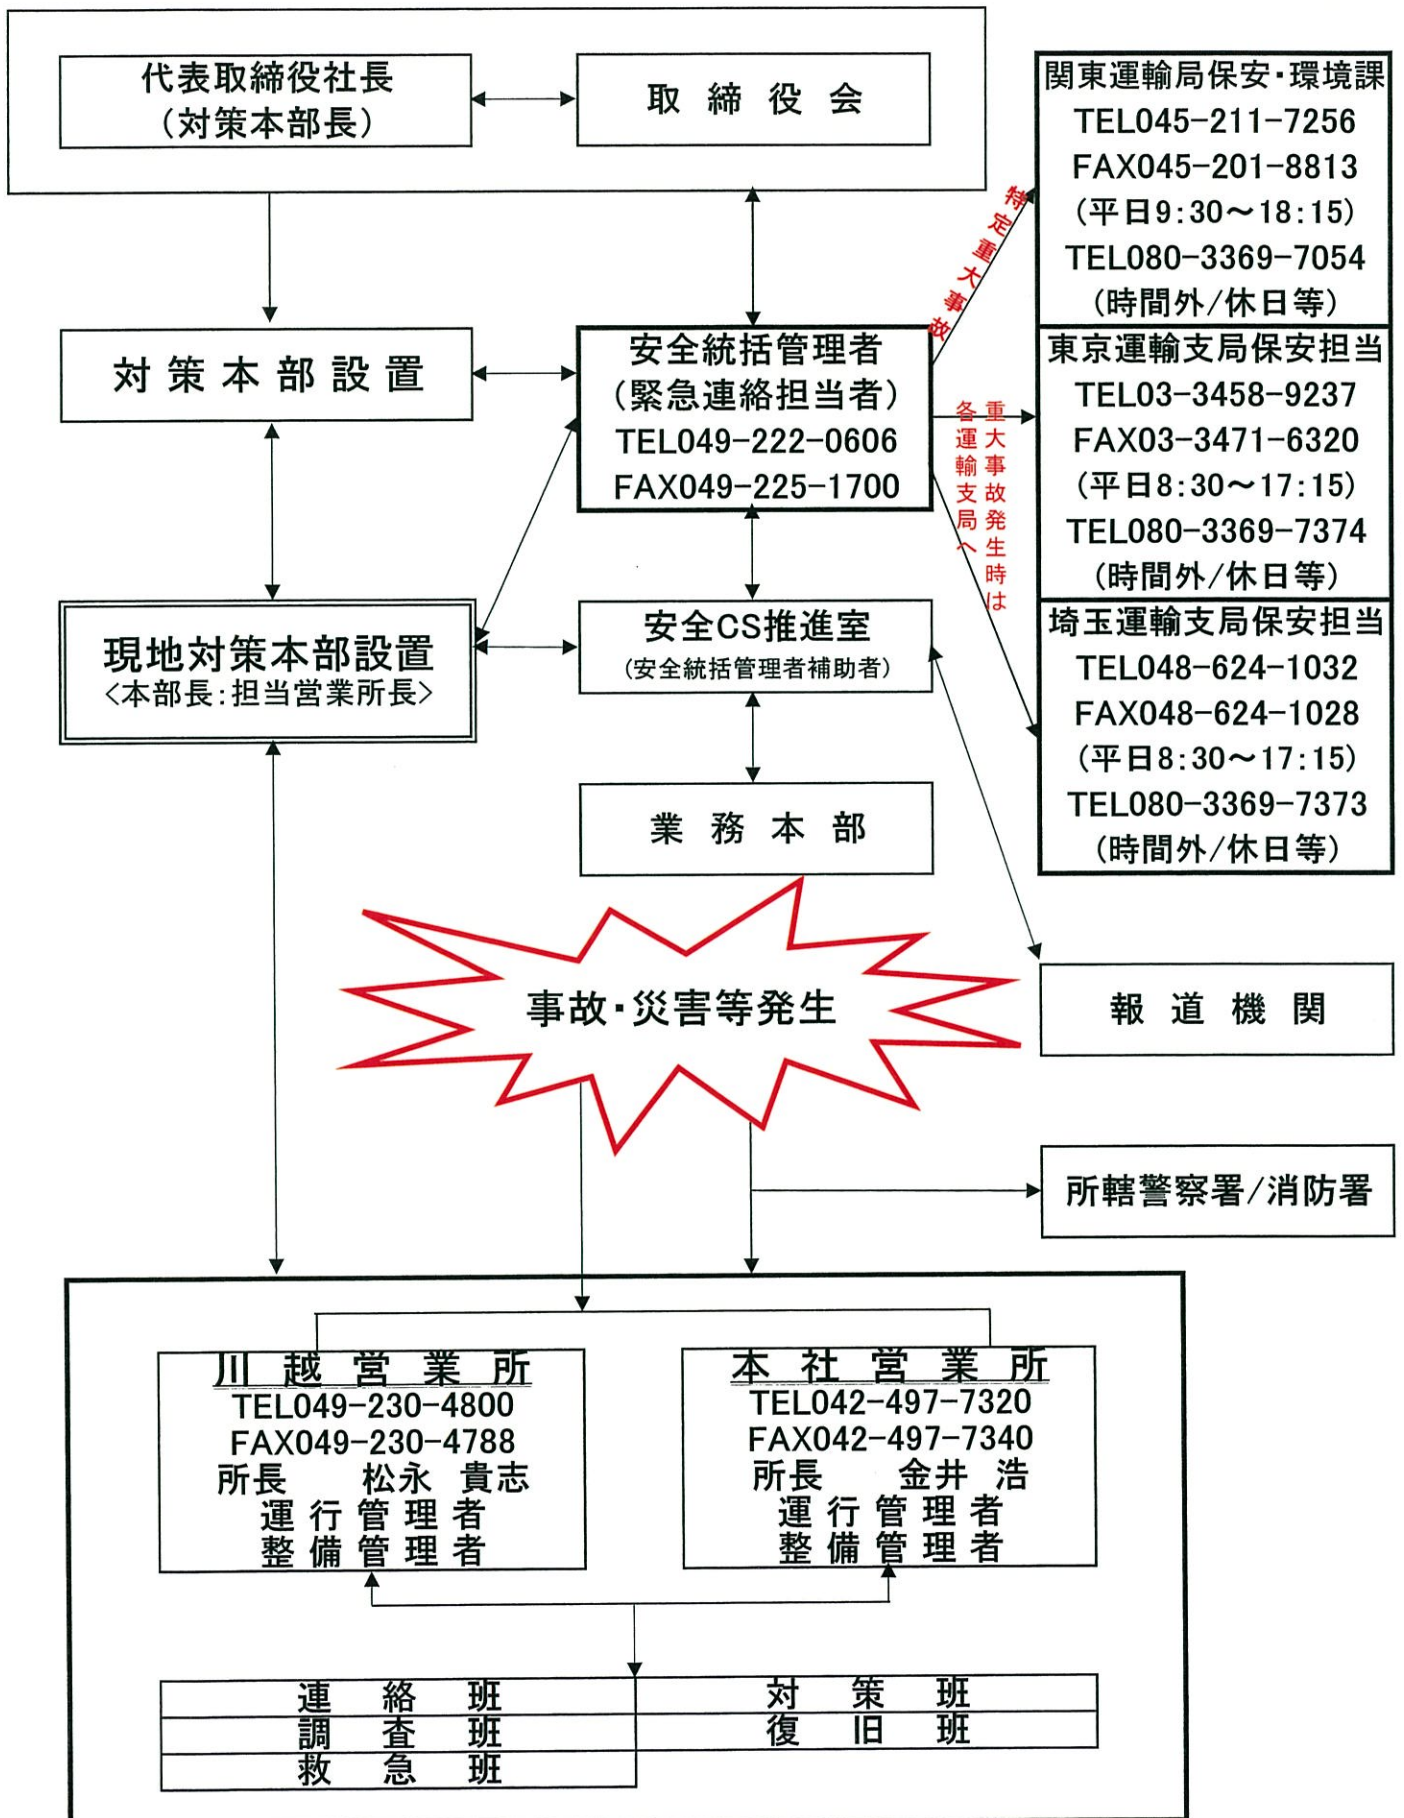 代表取締役社長
(対策本部長)
取締役会
関東運輸局保安・環境課
TEL045-211-7256
FAX045-201-8813
(平日9:30～18:15)
TEL080-3369-7054
(時間外/休日等)
特定重大事故
対策本部設置
安全統括管理者
(緊急連絡担当者)
TEL049-222-0606
FAX049-225-1700
重大事故発生時は
各運輸支局へ
東京運輸支局保安担当
TEL03-3458-9237
FAX03-3471-6320
(平日8:30～17:15)
TEL080-3369-7374
(時間外/休日等)
現地対策本部設置
<本部長:担当営業所長>
安全CS推進室
(安全統括管理者補助者)
埼玉運輸支局保安担当
TEL048-624-1032
FAX048-624-1028
(平日8:30～17:15)
TEL080-3369-7373
(時間外/休日等)
業務本部
事故・災害等発生
報道機関
所轄警察署/消防署
川越営業所
TEL049-230-4800
FAX049-230-4788
所長 松永 貴志
運行管理者
整備管理者
本社営業所
TEL042-497-7320
FAX042-497-7340
所長 金井 浩
運行管理者
整備管理者
連絡班
対策班
調査班
復旧班
救急班